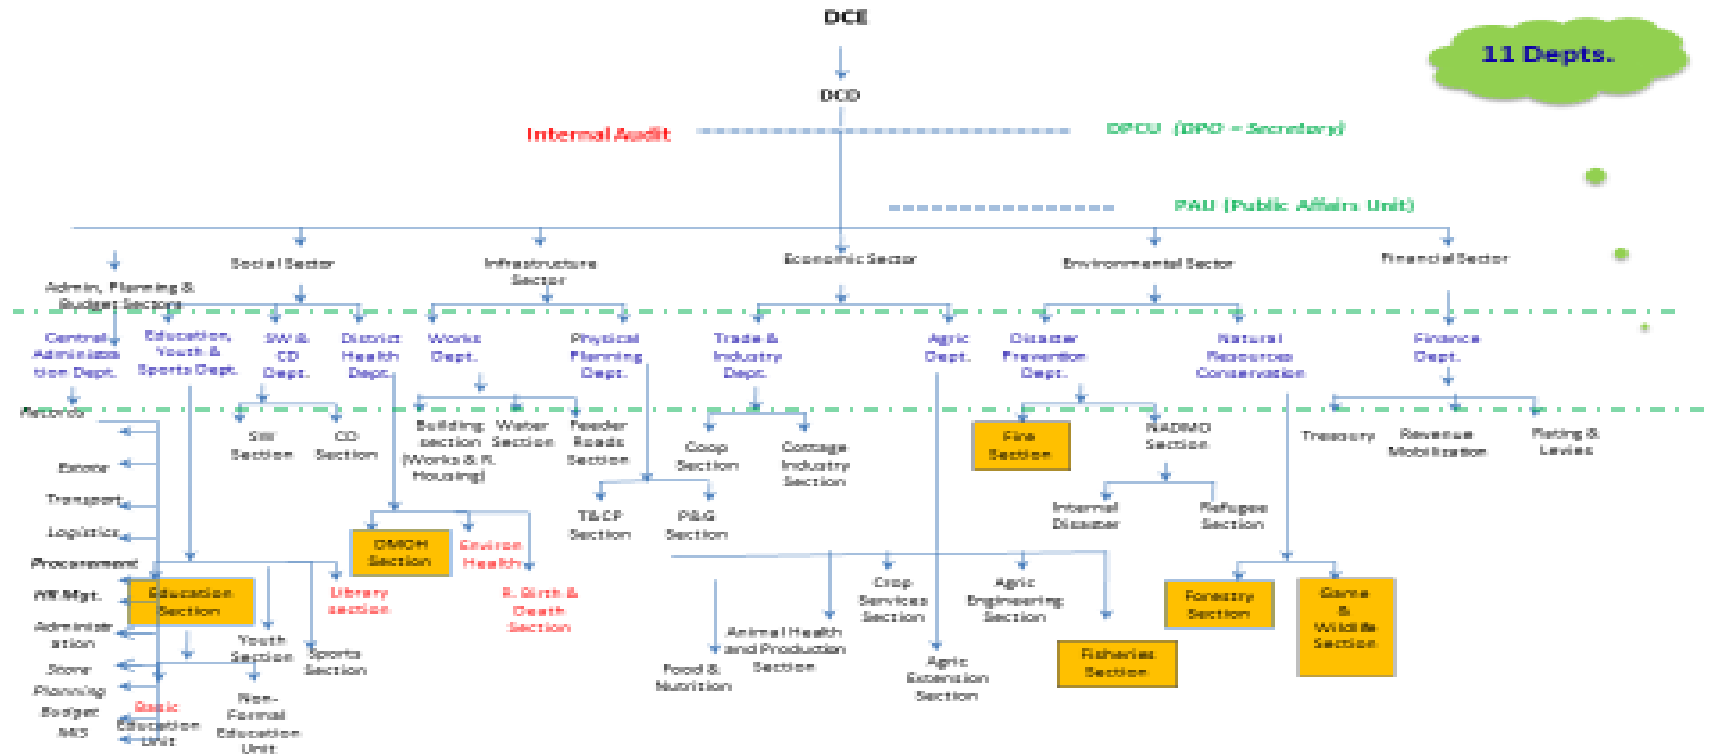 DCE
11 Depts.
DCD
Internal Audit
DPCU (DPO = Secretary)
PAU (Public Affairs Unit)
Social Sector
Infrastructure
Sector
Economic Sector
Environmental Sector
Financial Sector
Admin, Planning &
Budget Sectors
Central
Administra
tion Dept.
Education,
Youth &
Sports Dept.
SW &
CD
Dept.
District
Health
Dept.
Works
Dept.
Physical
Planning
Dept.
Trade &
Industry
Dept.
Agric
Dept.
Disaster
Prevention
Dept.
Natural
Resources
Conservation
Finance
Dept.
Records
Estate
Transport
Logistics
Procurement
HR Mgt.
Administr
ation
Store
Planning
Budget
MIS
SW
Section
CD
Section
Building
section
(Works & R.
Housing)
Water
Section
Feeder
Roads
Section
Coop
Section
Cottage
Industry
Section
Fire
Section
NADMO
Section
Treasury
Revenue
Mobilization
Rating &
Levies
T&CP
Section
P&G
Section
Internal
Disaster
Refugee
Section
DMOH
Section
Environ
Health
R. Birth &
Death
Section
Education
Section
Library
section
Youth
Section
Sports
Section
Basic
Education
Unit
Non-
Formal
Education
Unit
Food &
Nutrition
Animal Health
and Production
Section
Crop
Services
Section
Agric
Extension
Section
Agric
Engineering
Section
Fisheries
Section
Forestry
Section
Game
&
Wildlife
Section